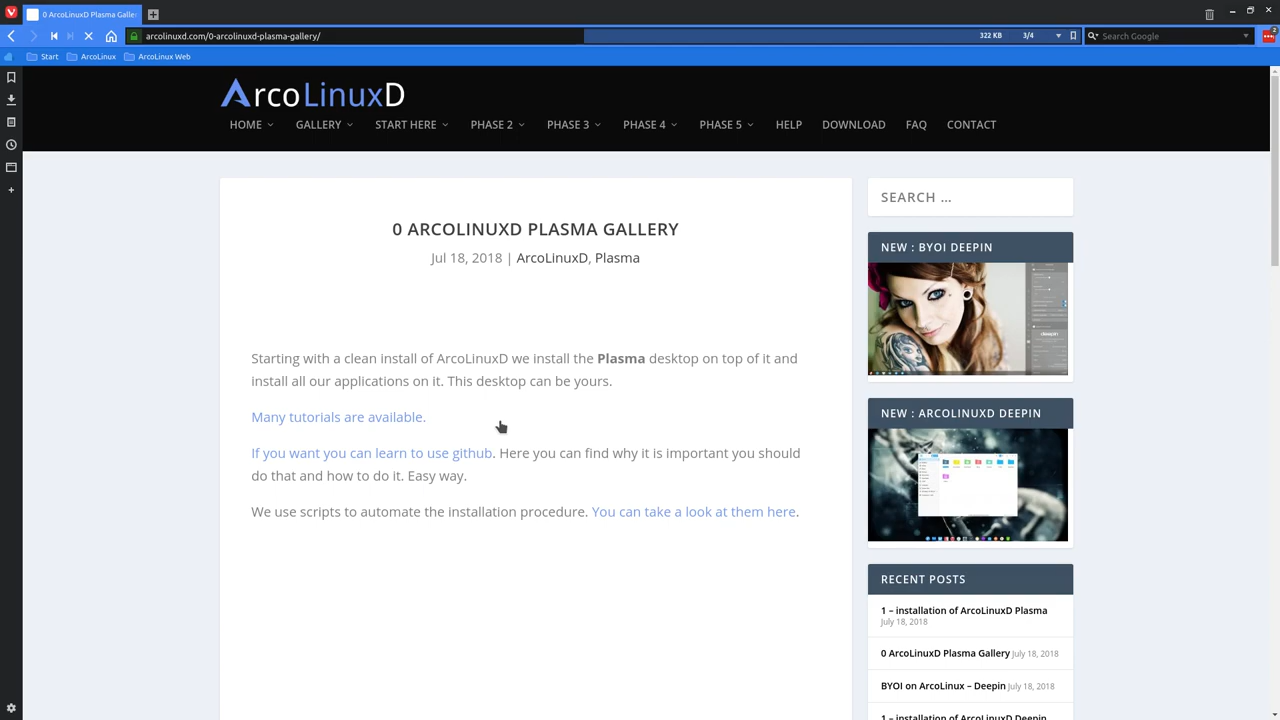 0 ArcoLinuxD Plasma Galler
arcolinuxd.com/0-arcolinuxd-plasma-gallery/
322 KB
3/4
Search Google
2
Start
ArcoLinux
ArcoLinux Web
ArcoLinuxD
HOME
GALLERY
START HERE
PHASE 2
PHASE 3
PHASE 4
PHASE 5
HELP
DOWNLOAD
FAQ
CONTACT
0 ARCOLINUXD PLASMA GALLERY
Jul 18, 2018 | ArcoLinuxD, Plasma
Starting with a clean install of ArcoLinuxD we install the Plasma desktop on top of it and
install all our applications on it. This desktop can be yours.
Many tutorials are available.
If you want you can learn to use github. Here you can find why it is important you should
do that and how to do it. Easy way.
We use scripts to automate the installation procedure. You can take a look at them here.
SEARCH ...
NEW : BYOI DEEPIN
deepin
NEW : ARCOLINUXD DEEPIN
RECENT POSTS
1 – installation of ArcoLinuxD Plasma
July 18, 2018
0 ArcoLinuxD Plasma Gallery July 18, 2018
BYOI on ArcoLinux – Deepin July 18, 2018
1 – installation of ArcoLinuxD Deepin